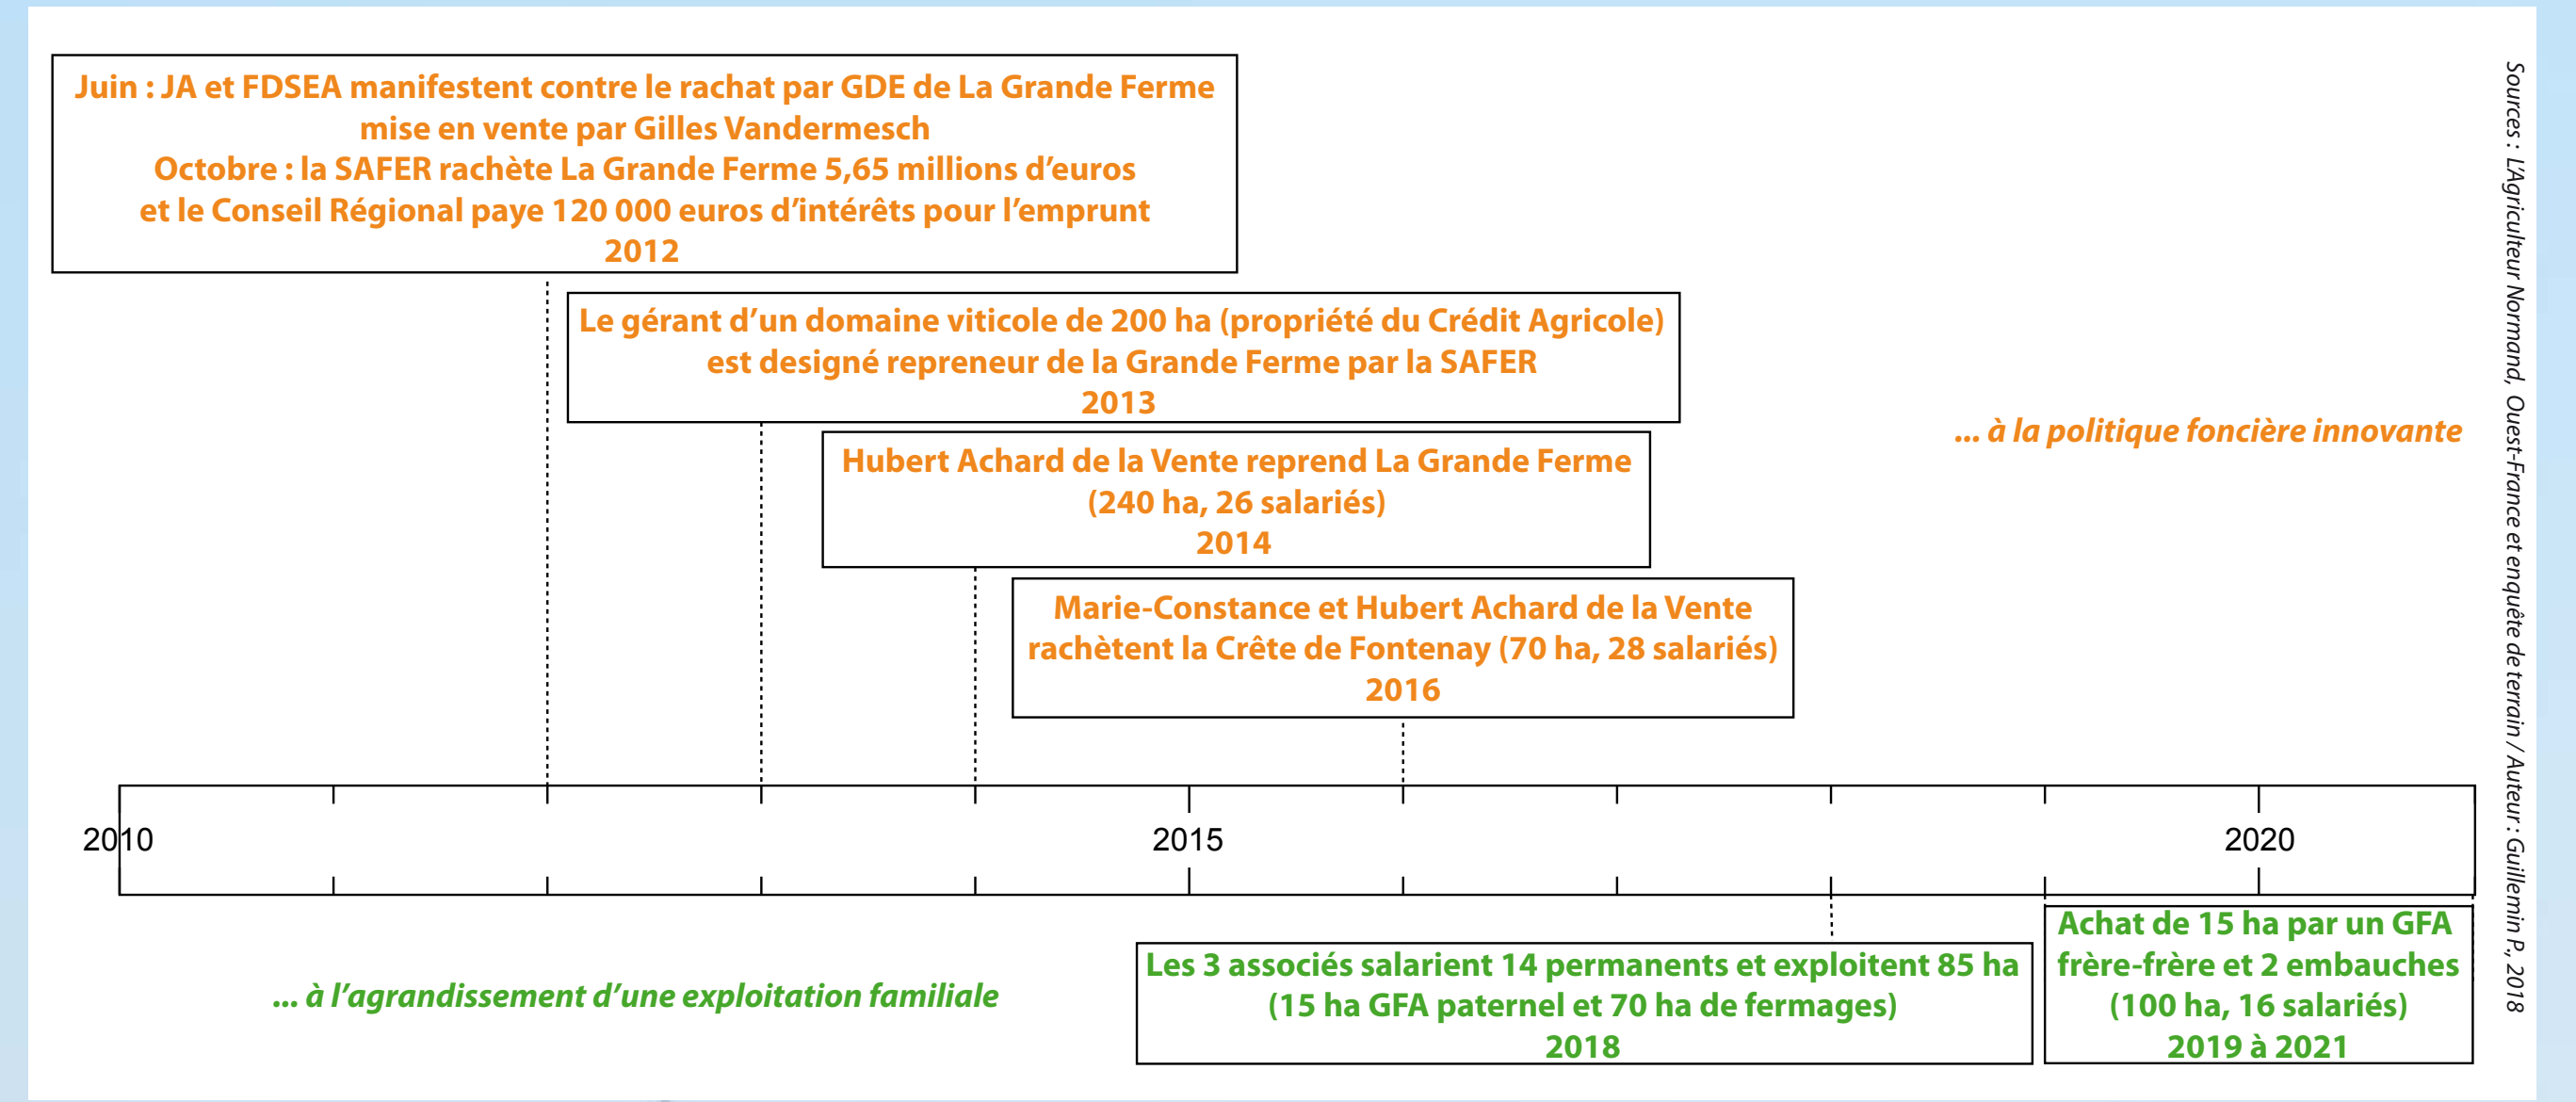 Juin : JA et FDSEA manifestent contre le rachat par GDE de La Grande Ferme
mise en vente par Gilles Vandermesch
Octobre : la SAFER rachète La Grande Ferme 5,65 millions d’euros
et le Conseil Régional paye 120 000 euros d’intérêts pour l’emprunt
2012
Le gérant d’un domaine viticole de 200 ha (propriété du Crédit Agricole)
est designé repreneur de la Grande Ferme par la SAFER
2013
... à la politique foncière innovante
Hubert Achard de la Vente reprend La Grande Ferme
(240 ha, 26 salariés)
2014
Marie-Constance et Hubert Achard de la Vente
rachètent la Crête de Fontenay (70 ha, 28 salariés)
2016
2010
2015
2020
... à l’agrandissement d’une exploitation familiale
Les 3 associés salarient 14 permanents et exploitent 85 ha
(15 ha GFA paternel et 70 ha de fermages)
2018
Achat de 15 ha par un GFA
frère-frère et 2 embauches
(100 ha, 16 salariés)
2019 à 2021
Sources : L’Agriculteur Normand, Ouest-France et enquête de terrain / Auteur : Guillemin P., 2018